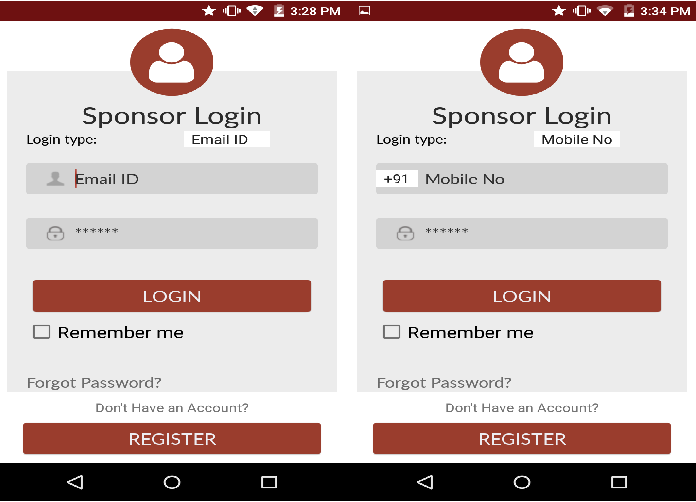 3:28 PM
Sponsor Login
Login type: Email ID
Email ID
******
LOGIN
Remember me
Forgot Password?
Don't Have an Account?
REGISTER
3:34 PM
Sponsor Login
Login type: Mobile No
+91 Mobile No
******
LOGIN
Remember me
Forgot Password?
Don't Have an Account?
REGISTER